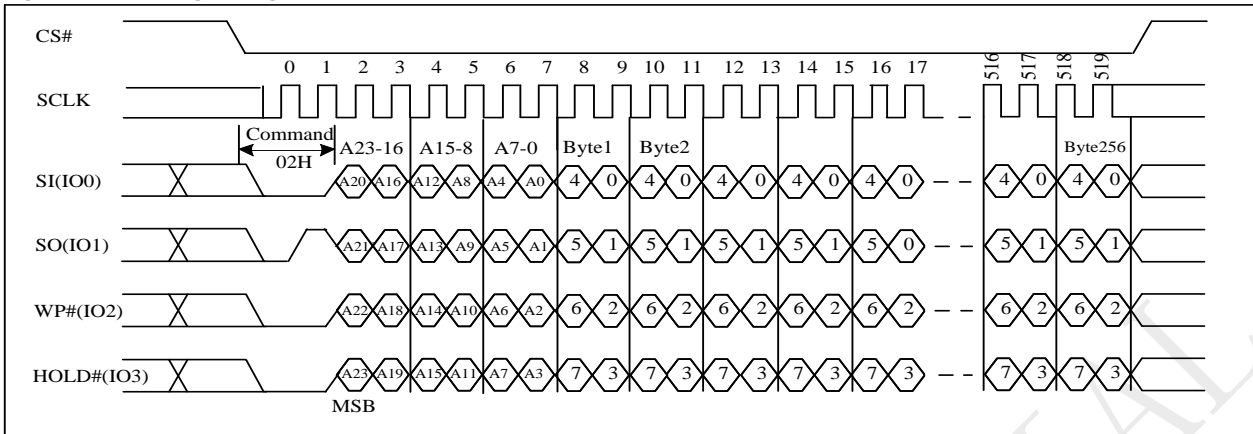 CS#
0 1 2 3 4 5 6 7 8 9 10 11 12 13 14 15 16 17 516 517 518 519
SCLK
Command
02H
A23-16 A15-8 A7-0 Byte1 Byte2 Byte256
SI(IO0) A20 A16 A12 A8 A4 A0 4 0 4 0 4 0 4 0 4 0 4 0 4 0
SO(IO1) A21 A17 A13 A9 A5 A1 5 1 5 1 5 1 5 1 5 0 5 1 5 1
WP#(IO2) A22 A18 A14 A10 A6 A2 6 2 6 2 6 2 6 2 6 2 6 2 6 2
HOLD#(IO3) A23 A19 A15 A11 A7 A3 7 3 7 3 7 3 7 3 7 3 7 3 7 3
MSB